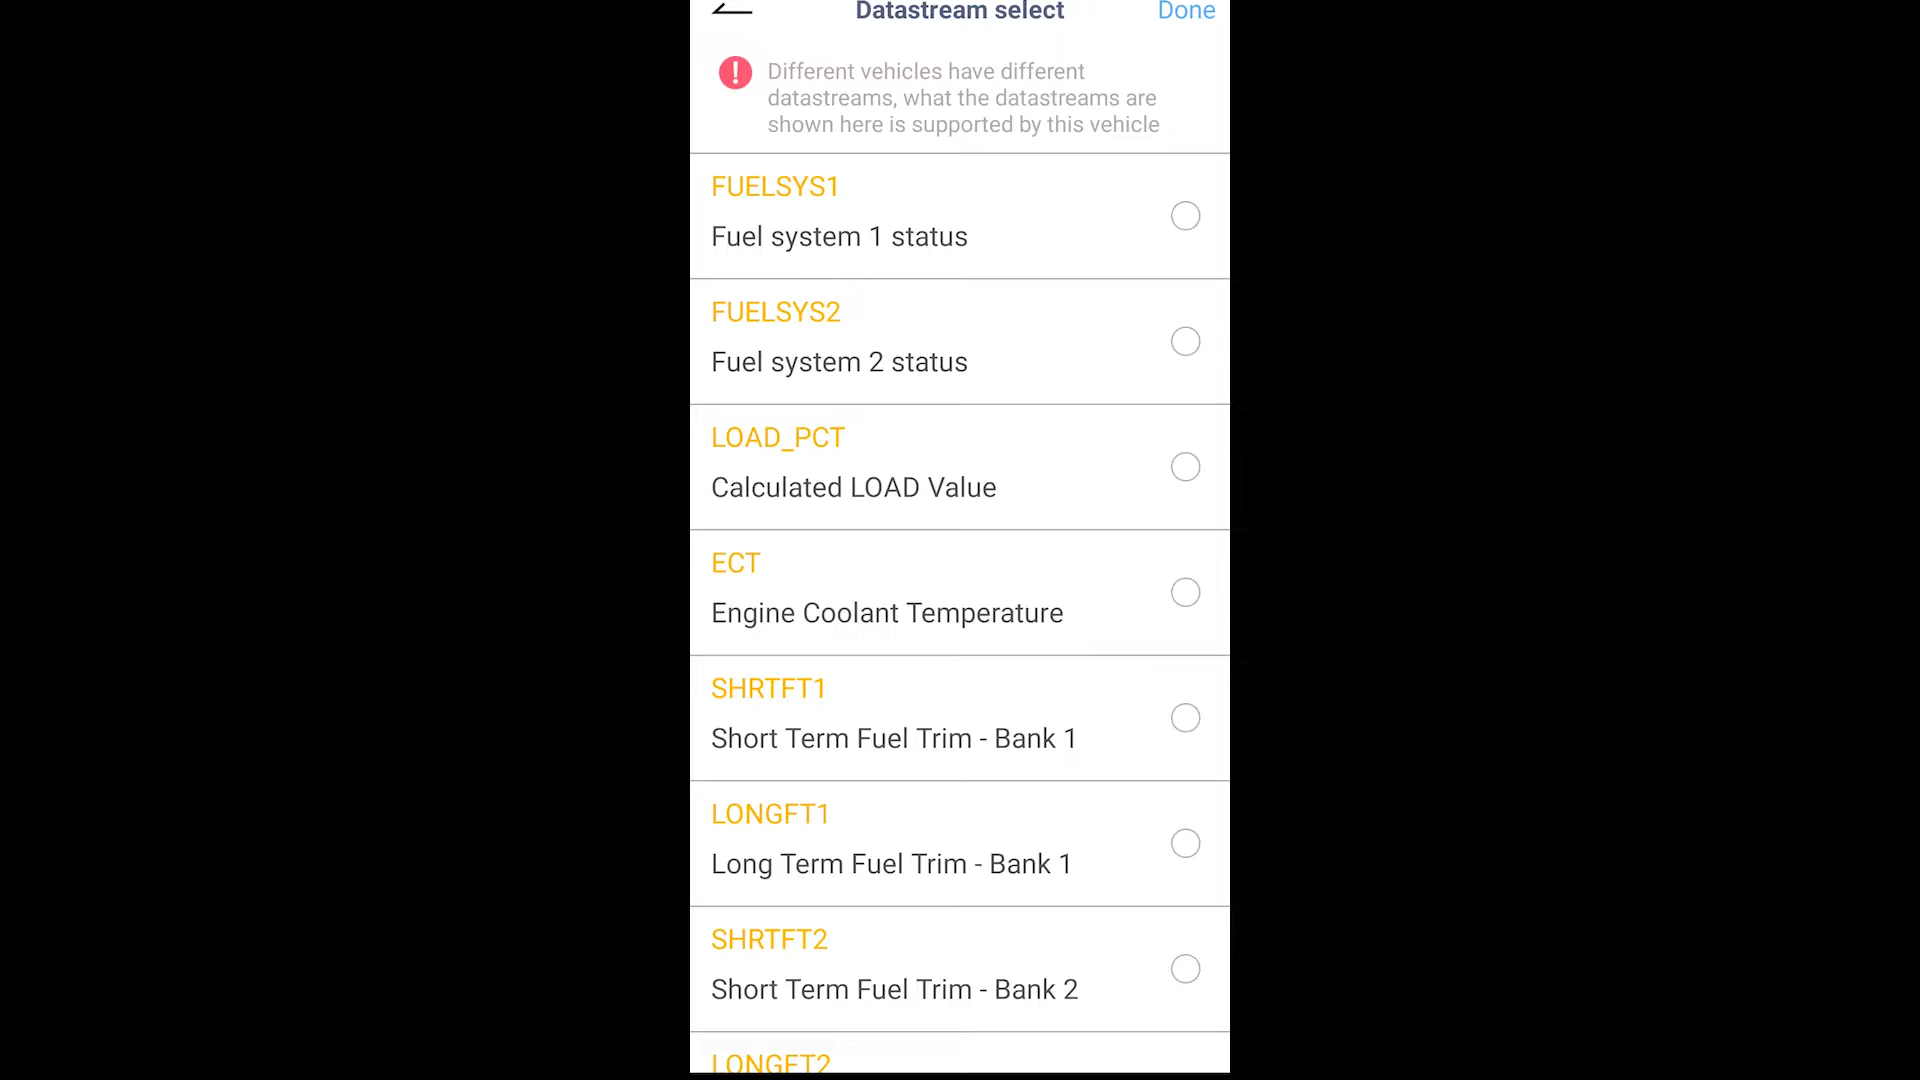 Datastream select
Done
!
Different vehicles have different
datastreams, what the datastreams are
shown here is supported by this vehicle
FUELSYS1
Fuel system 1 status
FUELSYS2
Fuel system 2 status
LOAD_PCT
Calculated LOAD Value
ECT
Engine Coolant Temperature
SHRTFT1
Short Term Fuel Trim - Bank 1
LONGFT1
Long Term Fuel Trim - Bank 1
SHRTFT2
Short Term Fuel Trim - Bank 2
LONGFT2